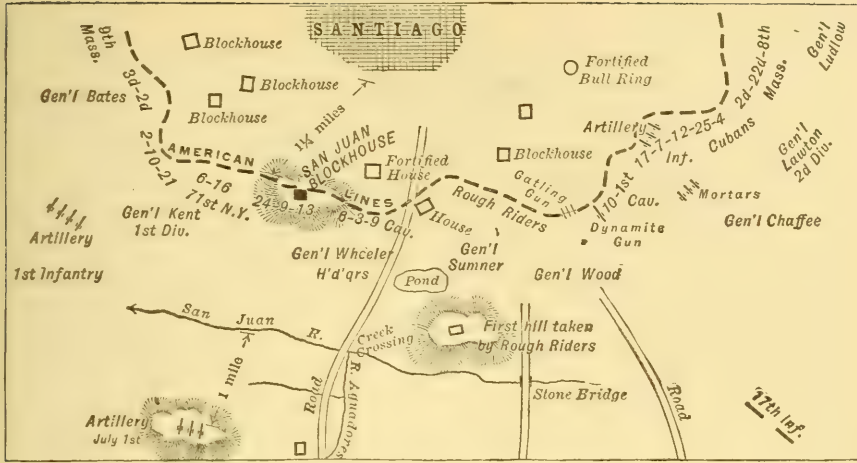 SANTIAGO
9th
Mass.
3d-2d
Gen'l Bates
2-10-21
Blockhouse
Blockhouse
Blockhouse
1½ miles
SAN JUAN
BLOCKHOUSE
AMERICAN
LINES
6-16
71st N.Y.
24-9-13
8-3-9 Cav.
Fortified
House
House
Fortified
Bull Ring
Blockhouse
Artillery
17-7-12-25-4
Inf.
Cubans
2d-22d-8th
Mass.
Gen'l
Ludlow
Gen'l
Lawton
2d Div.
Mortars
Gen'l Chaffee
Gatling
Gun
Rough Riders
10-1st
Cav.
Dynamite
Gun
Artillery
1st Infantry
Gen'l Kent
1st Div.
Gen'l Wheeler
H'd'qrs
Gen'l
Sumner
Gen'l Wood
Pond
San Juan R.
Creek
Crossing
First hill taken
by Rough Riders
1 mile
Road
R. Aguadores
Stone Bridge
Road
Artillery
July 1st
17th Inf.